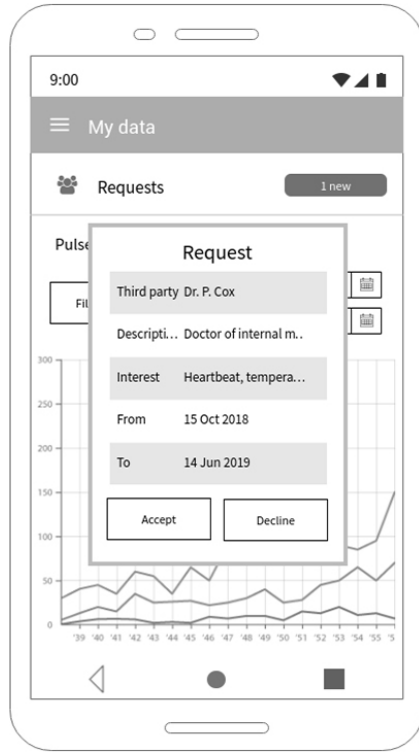 9:00
My data
Requests
1 new
Pulse
Request
Third party Dr. P. Cox
Descripti... Doctor of internal m..
Interest Heartbeat, tempera...
From 15 Oct 2018
To 14 Jun 2019
Accept Decline
Fil
300
250
200
150
100
50
0
'39 '40 '41 '42 '43 '44 '45 '46 '47 '48 '49 '50 '51 '52 '53 '54 '55 '5